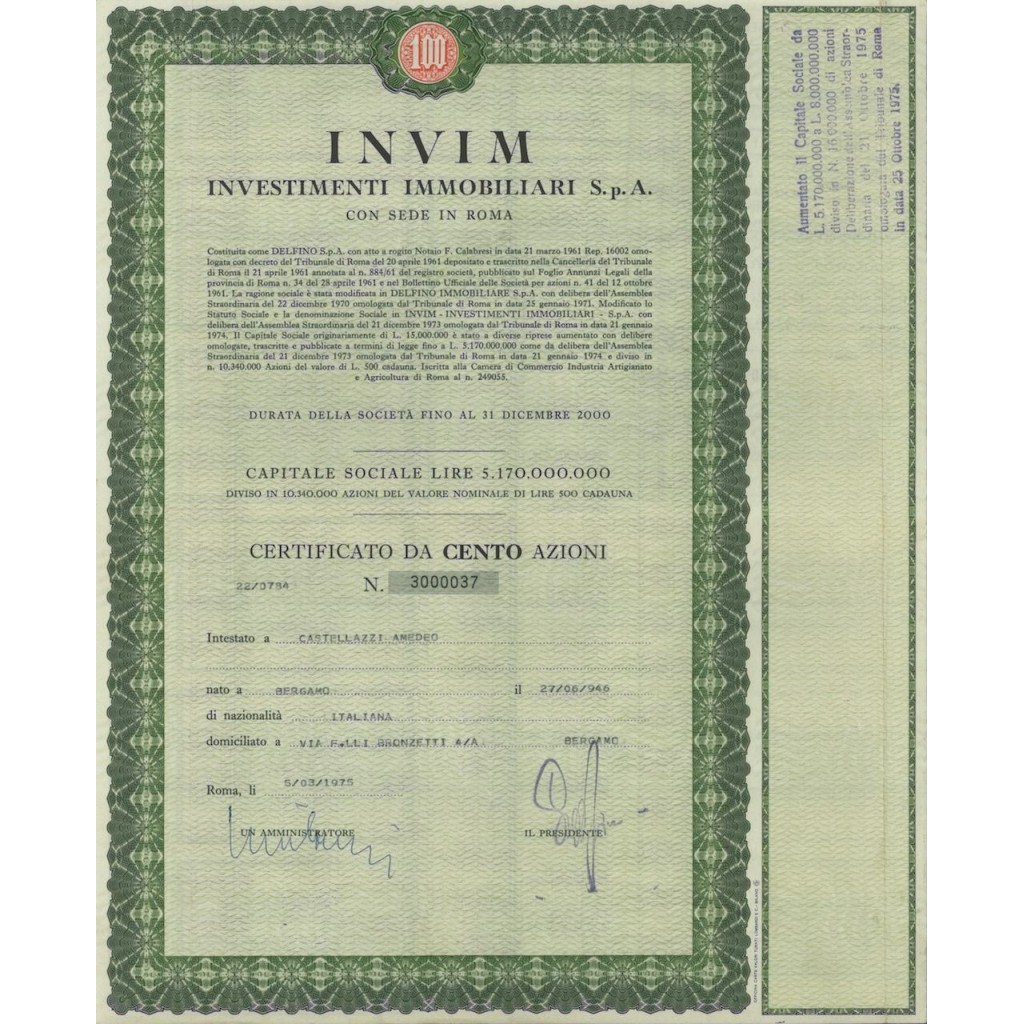 100
INVIM
INVESTIMENTI IMMOBILIARI S.p.A.
CON SEDE IN ROMA
Costituita come DELFINO S.p.A. con atto a rogito Notaio F. Calabresi in data 21 marzo 1961 Rep. 16002 omo-
logata con decreto del Tribunale di Roma del 20 aprile 1961 depositato e trascritto nella Cancelleria del Tribunale
di Roma il 21 aprile 1961 annotata al n. 884/61 del registro società, pubblicato sul Foglio Annunzi Legali della
provincia di Roma n. 34 del 28 aprile 1961 e nel Bollettino Ufficiale delle Società per azioni n. 41 del 12 ottobre
1961. La ragione sociale è stata modificata in DELFINO IMMOBILIARE S.p.A. con delibera dell'Assemblea
Straordinaria del 22 dicembre 1970 omologata dal Tribunale di Roma in data 25 gennaio 1971. Modificato lo
Statuto Sociale e la denominazione Sociale in INVIM - INVESTIMENTI IMMOBILIARI - S.p.A. con
delibera dell'Assemblea Straordinaria del 21 dicembre 1973 omologata dal Tribunale di Roma in data 21 gennaio
1974. Il Capitale Sociale originariamente di L. 15.000.000 è stato a diverse riprese aumentato con delibere
omologate, trascritte e pubblicate a termini di legge fino a L. 5.170.000.000 come da delibera dell'Assemblea
Straordinaria del 21 dicembre 1973 omologata dal Tribunale di Roma in data 21 gennaio 1974 e diviso in
n. 10.340.000 Azioni del valore di L. 500 cadauna. Iscritta alla Camera di Commercio Industria Artigianato
e Agricoltura di Roma al n. 249055.
DURATA DELLA SOCIETÀ FINO AL 31 DICEMBRE 2000
CAPITALE SOCIALE LIRE 5.170.000.000
DIVISO IN 10.340.000 AZIONI DEL VALORE NOMINALE DI LIRE 500 CADAUNA
CERTIFICATO DA CENTO AZIONI
22/0784 N. 3000037
Intestato a CASTELLAZZI AMEDEO
nato a BERGAMO il 27/06/946
di nazionalità ITALIANA
domiciliato a VIA F.LLI BRONZETTI 4/A BERGAMO
Roma, li 5/03/1975
UN AMMINISTRATORE IL PRESIDENTE
Aumentato il Capitale Sociale da
L. 5.170.000.000 a L. 8.000.000.000
diviso in N. 16.000.000 di azioni
Deliberazione dell'Assemblea Straor-
dinaria del 21 Ottobre 1975
omologata dal Tribunale di Roma
in data 25 Ottobre 1975.